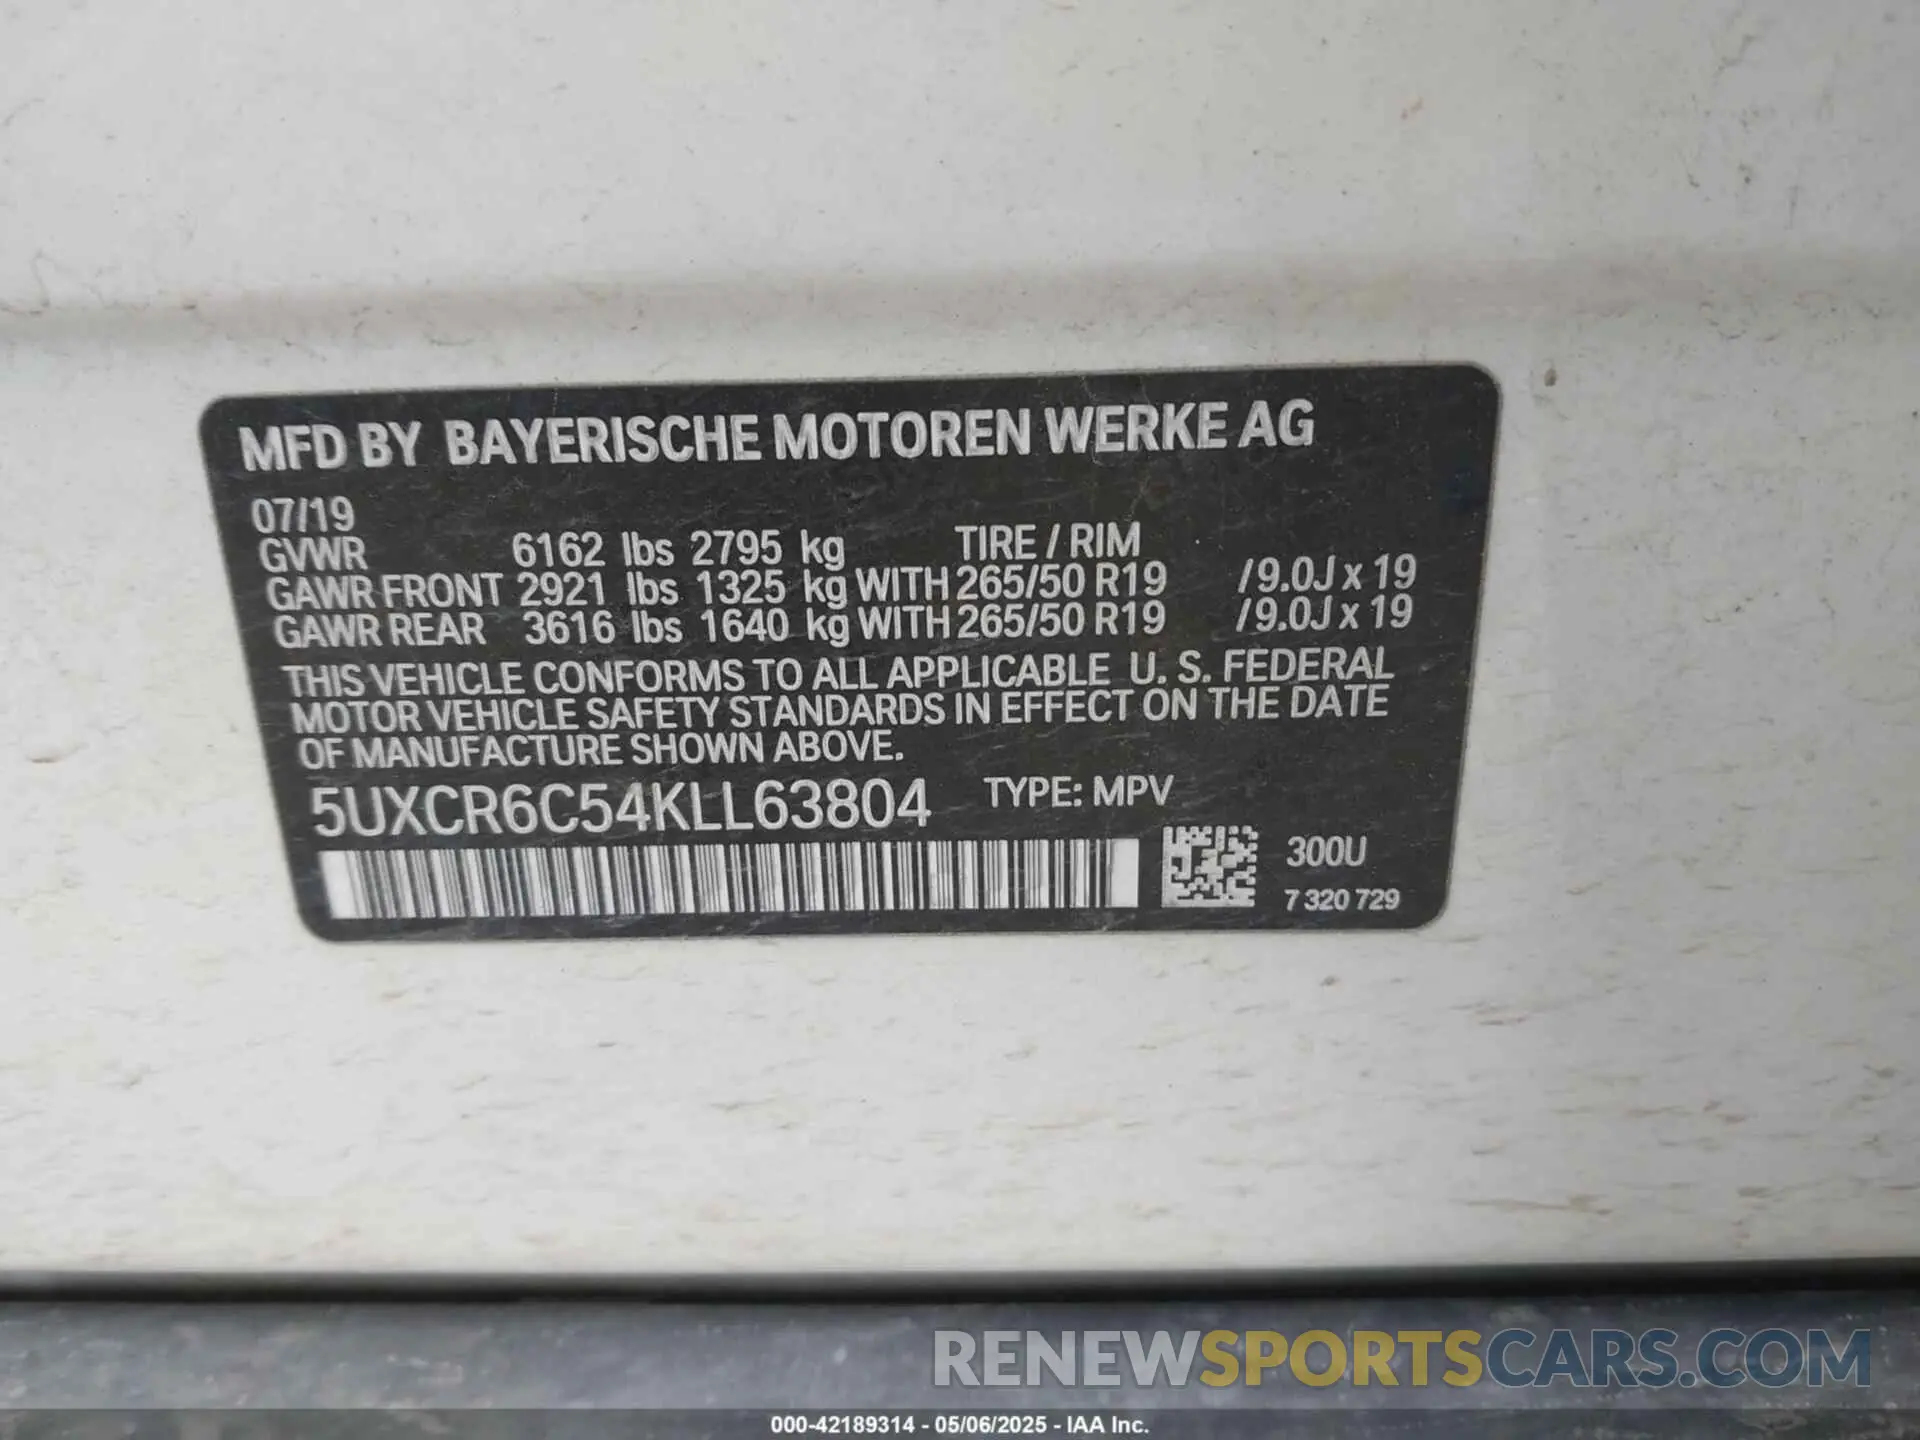 MFD BY BAYERISCHE MOTOREN WERKE AG
07/19
GVWR 6162 lbs 2795 kg TIRE / RIM
GAWR FRONT 2921 lbs 1325 kg WITH 265/50 R19 /9.0J x 19
GAWR REAR 3616 lbs 1640 kg WITH 265/50 R19 /9.0J x 19
THIS VEHICLE CONFORMS TO ALL APPLICABLE U. S. FEDERAL
MOTOR VEHICLE SAFETY STANDARDS IN EFFECT ON THE DATE
OF MANUFACTURE SHOWN ABOVE.
5UXCR6C54KLL63804 TYPE: MPV
300U
7 320 729
RENEWSPORTSCARS.COM
000-42189314 - 05/06/2025 - IAA Inc.